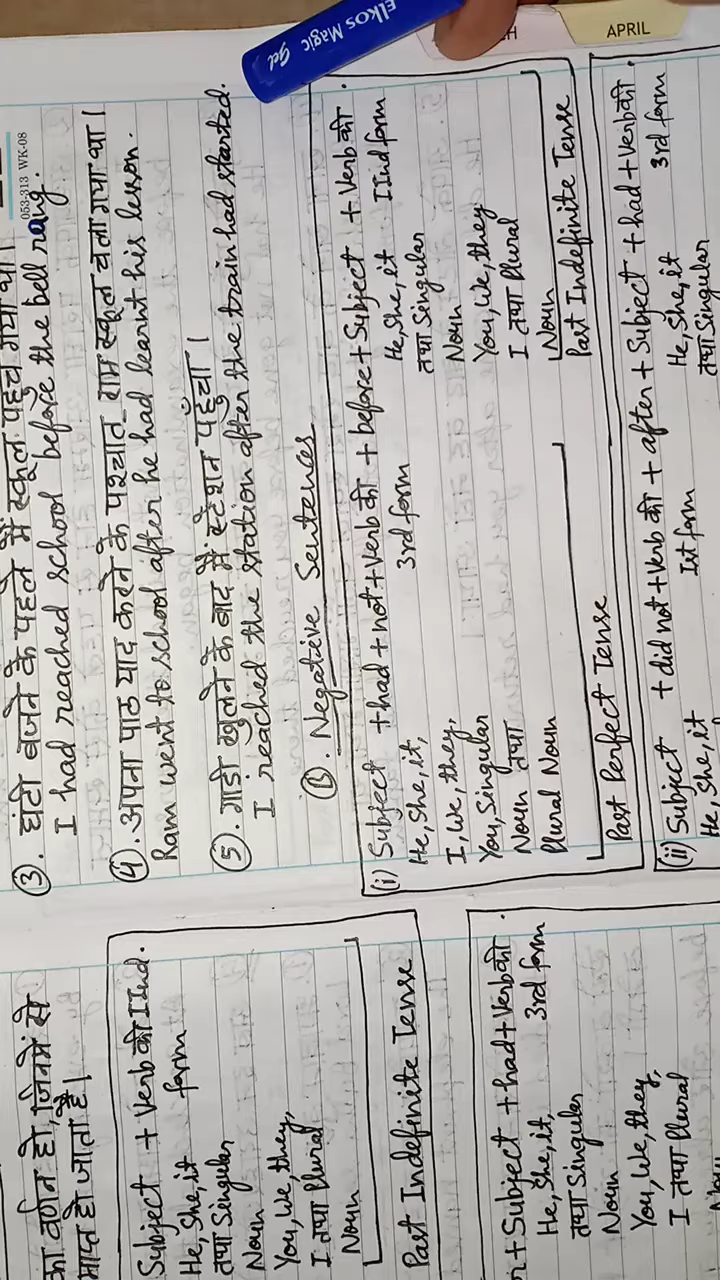 elkos Magic Gel
APRIL
053-313 WK-08
③. घंटी बजने के पहले मैं स्कूल पहुँच गया था।
I had reached school before the bell rang.
④. अपना पाठ याद करने के पश्चात् राम स्कूल चला गया था।
Ram went to school after he had learnt his lesson.
⑤. गाडी खुलने के बाद मैं स्टेशन पहुँचा।
I reached the station after the train had started.
Negative Sentences
(i) Subject + had + not + Verb की + before + Subject + Verb की.
He, She, it, 3rd form He, She, it IInd form
I, We, they, तथा Singular
You, Singular Noun
Noun तथा You, We, they
Plural Noun I तथा Plural
Noun
Past Perfect Tense Past Indefinite Tense
(ii) Subject + did not + Verb की + after + Subject + had + Verb की.
He, She, it Ist form He, She, it 3rd form
तथा Singular
का वर्णन हो, जिनमें से
माप्त हो जाता है।
Subject + Verb की IInd.
He, She, it form
तथा Singular
Noun
You, We, they,
I तथा Plural
Noun
Past Indefinite Tense
+ Subject + had + Verb की.
He, She, it, 3rd form
तथा Singular
Noun
You, We, they,
I तथा Plural
Noun